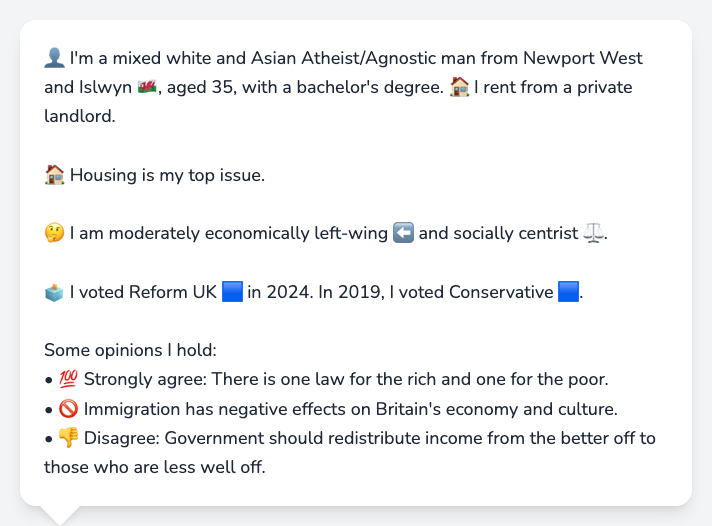 👤 I'm a mixed white and Asian Atheist/Agnostic man from Newport West
and Islwyn 🏴󠁧󠁢󠁷󠁬󠁳󠁿, aged 35, with a bachelor's degree. 🏠 I rent from a private
landlord.
🏠 Housing is my top issue.
🤔 I am moderately economically left-wing ⬅️ and socially centrist ⚖️.
🗳️ I voted Reform UK 🟦 in 2024. In 2019, I voted Conservative 🟦.
Some opinions I hold:
• 💯 Strongly agree: There is one law for the rich and one for the poor.
• 🚫 Immigration has negative effects on Britain's economy and culture.
• 👎 Disagree: Government should redistribute income from the better off to
those who are less well off.